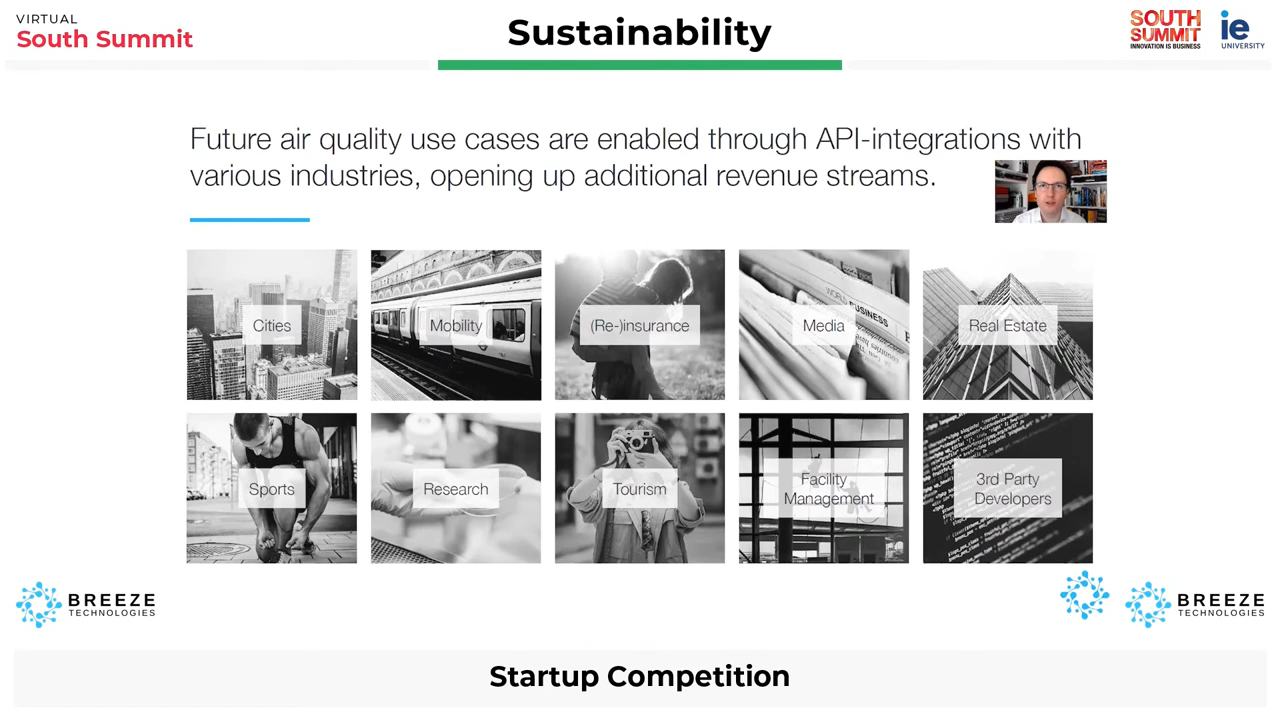 VIRTUAL
South Summit
Sustainability
SOUTH
SUMMIT
INNOVATION IS BUSINESS
ie
UNIVERSITY
Future air quality use cases are enabled through API-integrations with
various industries, opening up additional revenue streams.
Cities
Mobility
(Re-)insurance
WORLD BUSINESS
Media
Real Estate
Sports
Research
Tourism
Facility
Management
3rd Party
Developers
BREEZE
TECHNOLOGIES
BREEZE
TECHNOLOGIES
Startup Competition